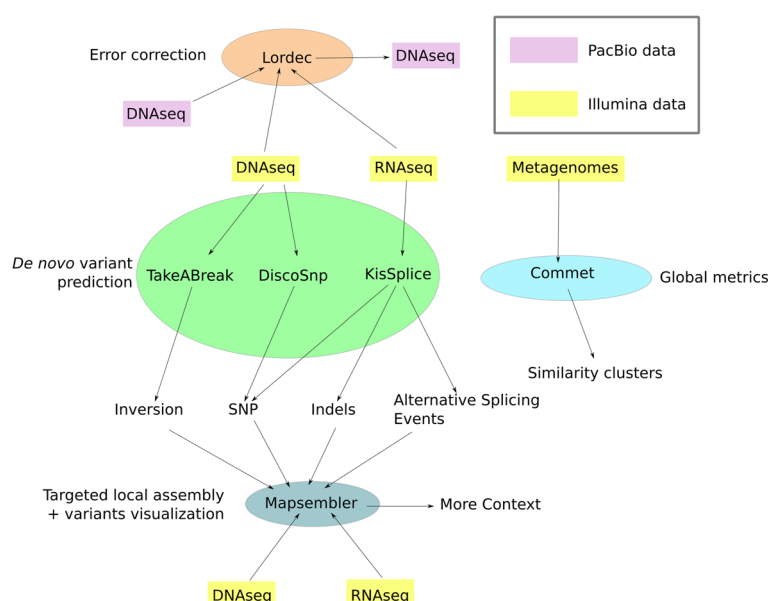 Error correction
Lordec
DNAseq
PacBio data
DNAseq
Illumina data
DNAseq
RNAseq
Metagenomes
De novo variant
prediction
TakeABreak
DiscoSnp
KisSplice
Commet
Global metrics
Similarity clusters
Inversion
SNP
Indels
Alternative Splicing
Events
Targeted local assembly
+ variants visualization
Mapsembler
More Context
DNAseq
RNAseq